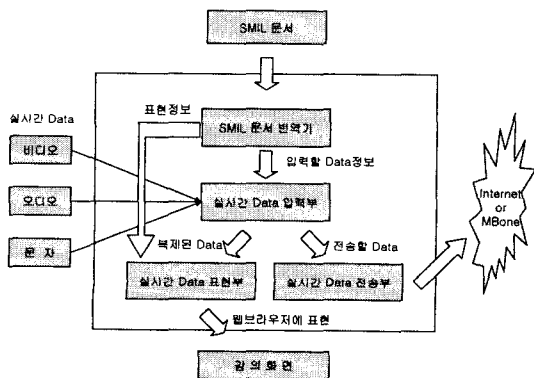 SMIL 문서
표현정보
실시간 Data
SMIL 문서 번역기
비디오
입력할 Data정보
오디오
실시간 Data 입력부
Internet
or
MBone
문 자
복제된 Data
전송할 Data
실시간 Data 표현부
실시간 Data 전송부
웹브라우저에 표현
강 의 화 면